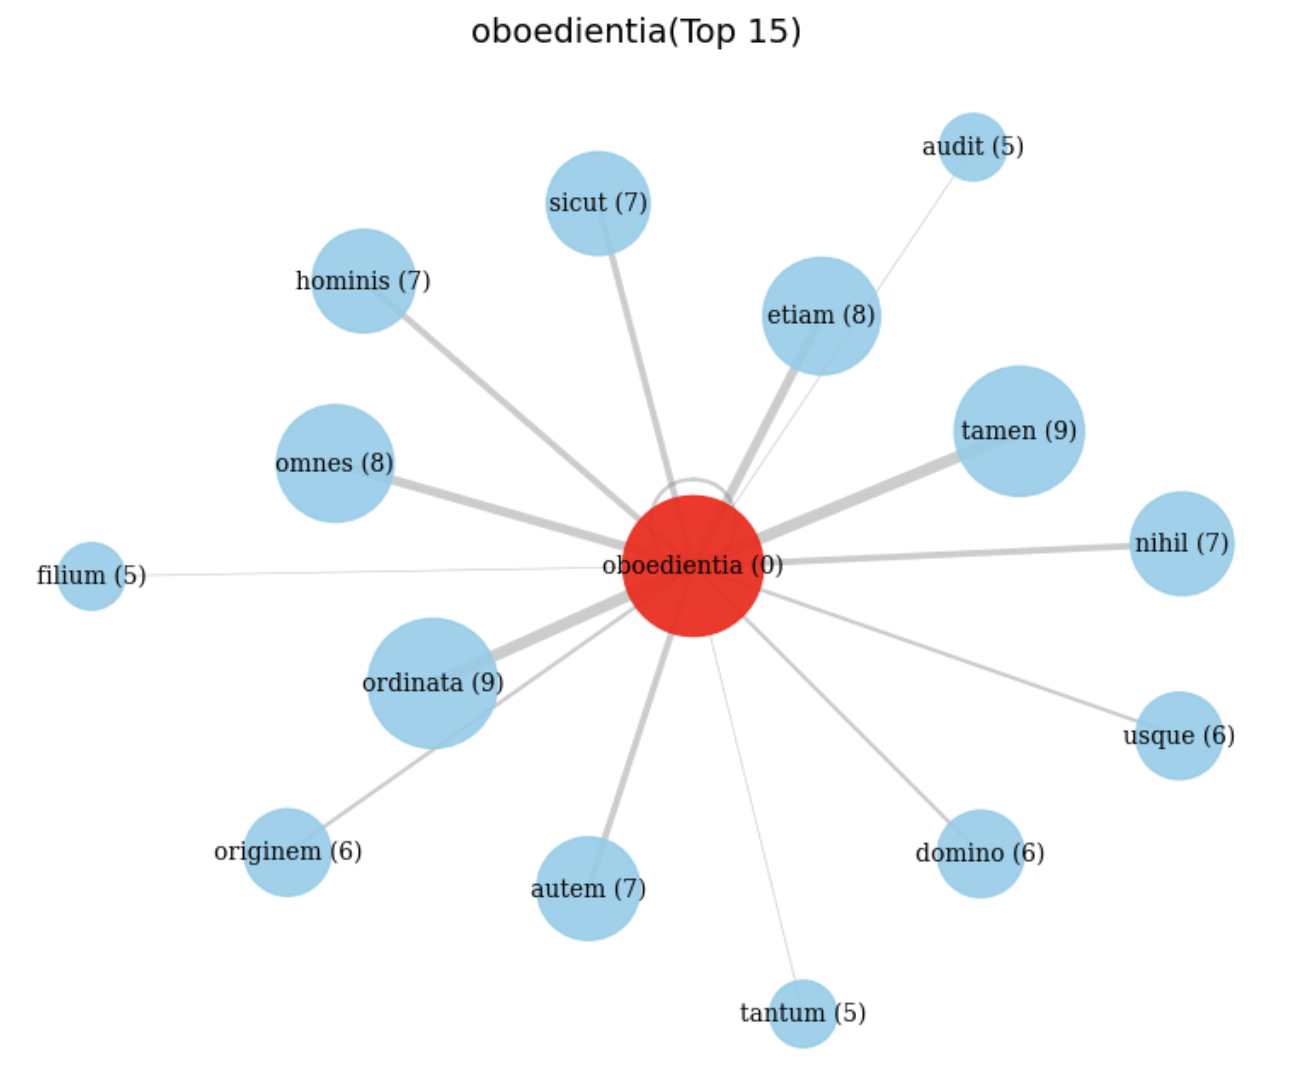 oboedientia(Top 15)
audit (5)
sicut (7)
hominis (7)
etiam (8)
tamen (9)
omnes (8)
nihil (7)
oboedientia (0)
filium (5)
ordinata (9)
usque (6)
originem (6)
domino (6)
autem (7)
tantum (5)